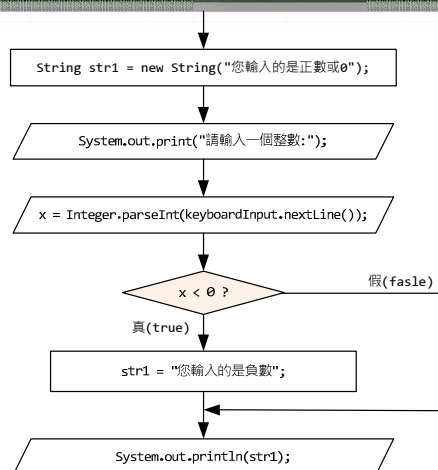 String str1 = new String("您輸入的是正數或0");
System.out.print("請輸入一個整數:");
x = Integer.parseInt(keyboardInput.nextLine());
x < 0 ?
假(fasle)
真(true)
str1 = "您輸入的是負數";
System.out.println(str1);